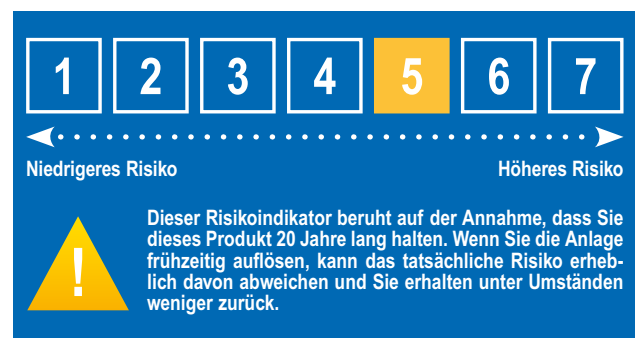 1 2 3 4 5 6 7
Niedrigeres Risiko Höheres Risiko
Dieser Risikoindikator beruht auf der Annahme, dass Sie
dieses Produkt 20 Jahre lang halten. Wenn Sie die Anlage
frühzeitig auflösen, kann das tatsächliche Risiko erheb-
lich davon abweichen und Sie erhalten unter Umständen
weniger zurück.
!